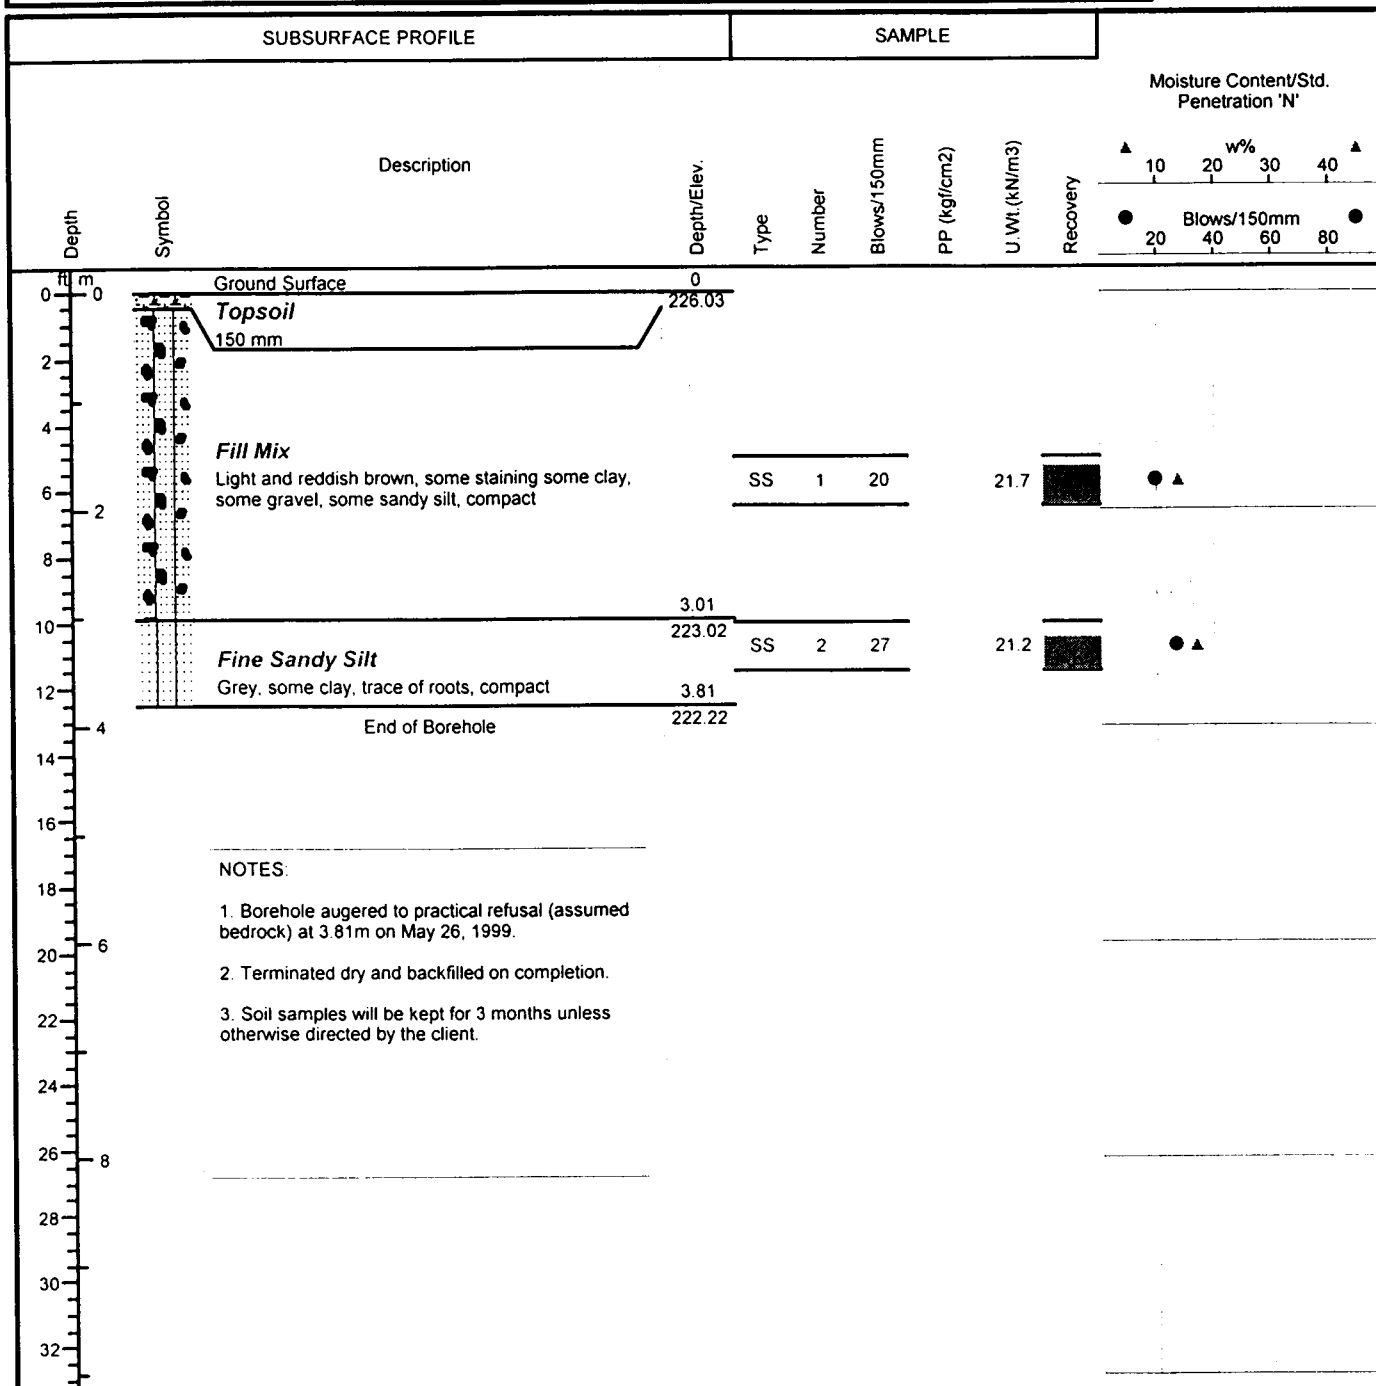 SUBSURFACE PROFILE
SAMPLE
Moisture Content/Std.
Penetration 'N'
Depth
Symbol
Description
Depth/Elev.
Type
Number
Blows/150mm
PP (kgf/cm2)
U.Wt.(kN/m3)
Recovery
w%
10 20 30 40
Blows/150mm
20 40 60 80
ft m
Ground Surface
0
0 0
226.03
Topsoil
150 mm
2
4
Fill Mix
Light and reddish brown, some staining some clay,
some gravel, some sandy silt, compact
SS 1 20 21.7
6
2
8
3.01
10
223.02
SS 2 27 21.2
Fine Sandy Silt
Grey, some clay, trace of roots, compact
12
3.81
222.22
End of Borehole
4
14
16
NOTES:
18
1. Borehole augered to practical refusal (assumed
bedrock) at 3.81m on May 26, 1999.
6
20
2. Terminated dry and backfilled on completion.
3. Soil samples will be kept for 3 months unless
otherwise directed by the client.
22
24
26
8
28
30
32